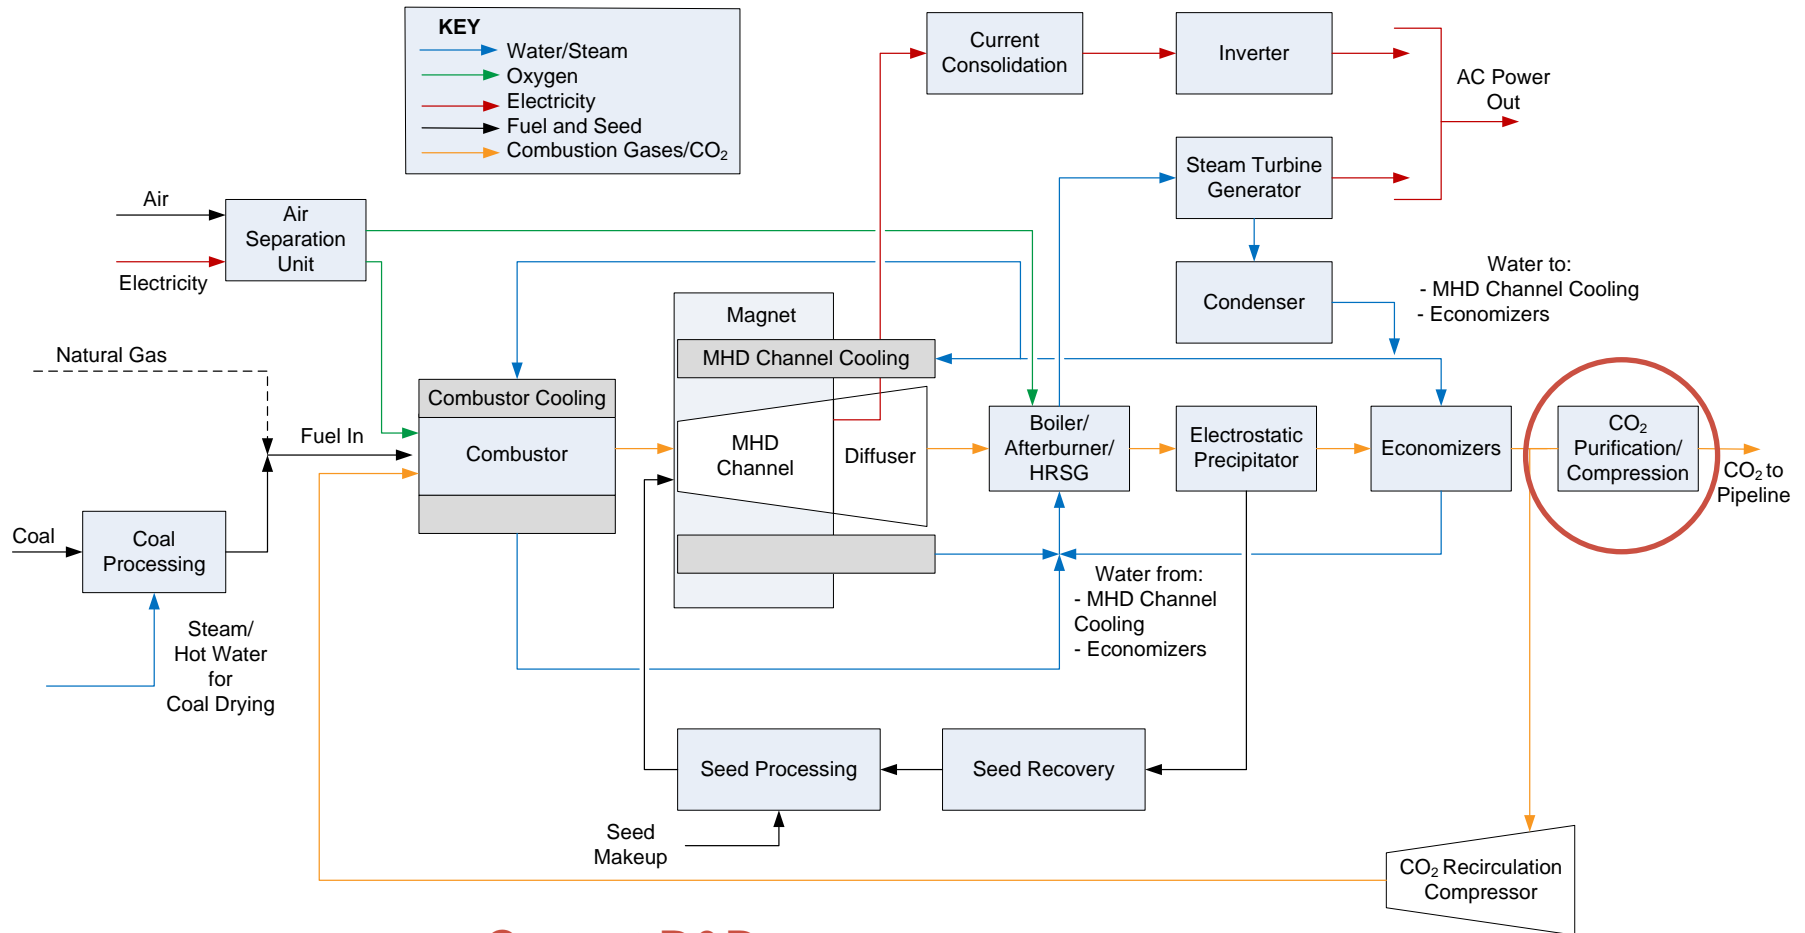 KEY
Water/Steam
Oxygen
Electricity
Fuel and Seed
Combustion Gases/CO₂
Current
Consolidation
Inverter
AC Power
Out
Steam Turbine
Generator
Air
Electricity
Air
Separation
Unit
Condenser
Water to:
- MHD Channel Cooling
- Economizers
Magnet
MHD Channel Cooling
Natural Gas
Combustor Cooling
Fuel In
Combustor
MHD
Channel
Diffuser
Boiler/
Afterburner/
HRSG
Electrostatic
Precipitator
Economizers
CO₂
Purification/
Compression
CO₂ to
Pipeline
Coal
Coal
Processing
Steam/
Hot Water
for
Coal Drying
Water from:
- MHD Channel
Cooling
- Economizers
Seed Processing
Seed Recovery
Seed
Makeup
CO₂ Recirculation
Compressor